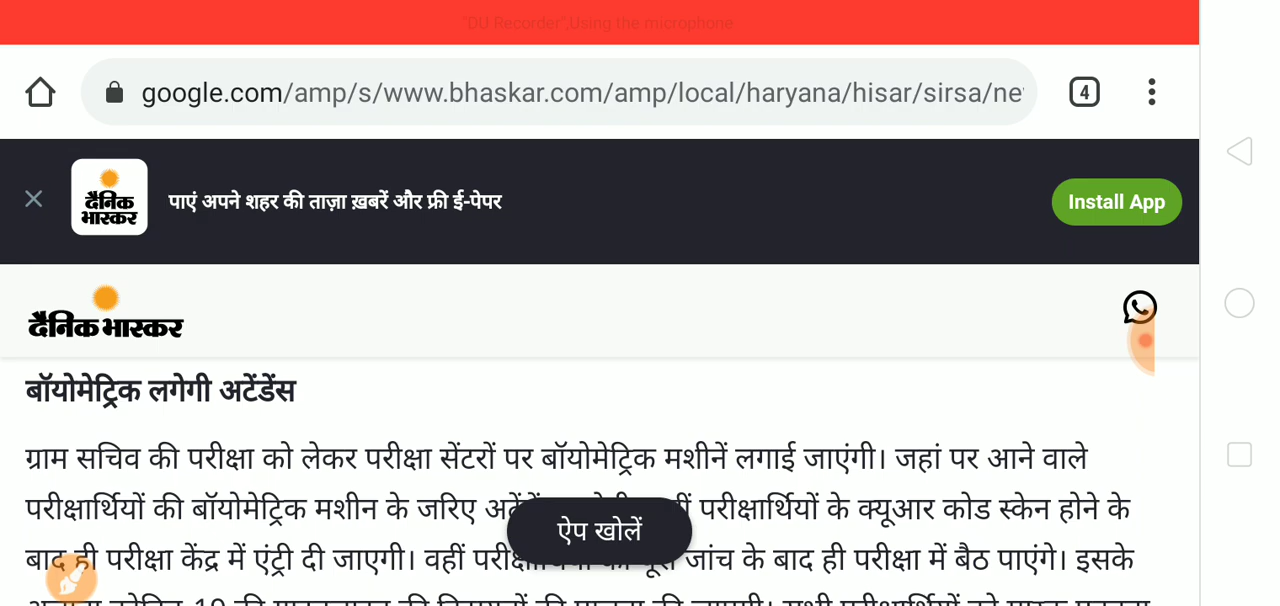 "DU Recorder",Using the microphone
google.com/amp/s/www.bhaskar.com/amp/local/haryana/hisar/sirsa/ne
4
दैनिक
भास्कर
पाएं अपने शहर की ताज़ा ख़बरें और फ्री ई-पेपर
Install App
दैनिक भास्कर
बॉयोमेट्रिक लगेगी अटेंडेंस
ग्राम सचिव की परीक्षा को लेकर परीक्षा सेंटरों पर बॉयोमेट्रिक मशीनें लगाई जाएंगी। जहां पर आने वाले
परीक्षार्थियों की बॉयोमेट्रिक मशीन के जरिए परीक्षार्थियों के क्यूआर कोड स्केन होने के
ऐप खोलें
बाद ही परीक्षा केंद्र में एंट्री दी जाएगी। वहीं जांच के बाद ही परीक्षा में बैठ पाएंगे। इसके